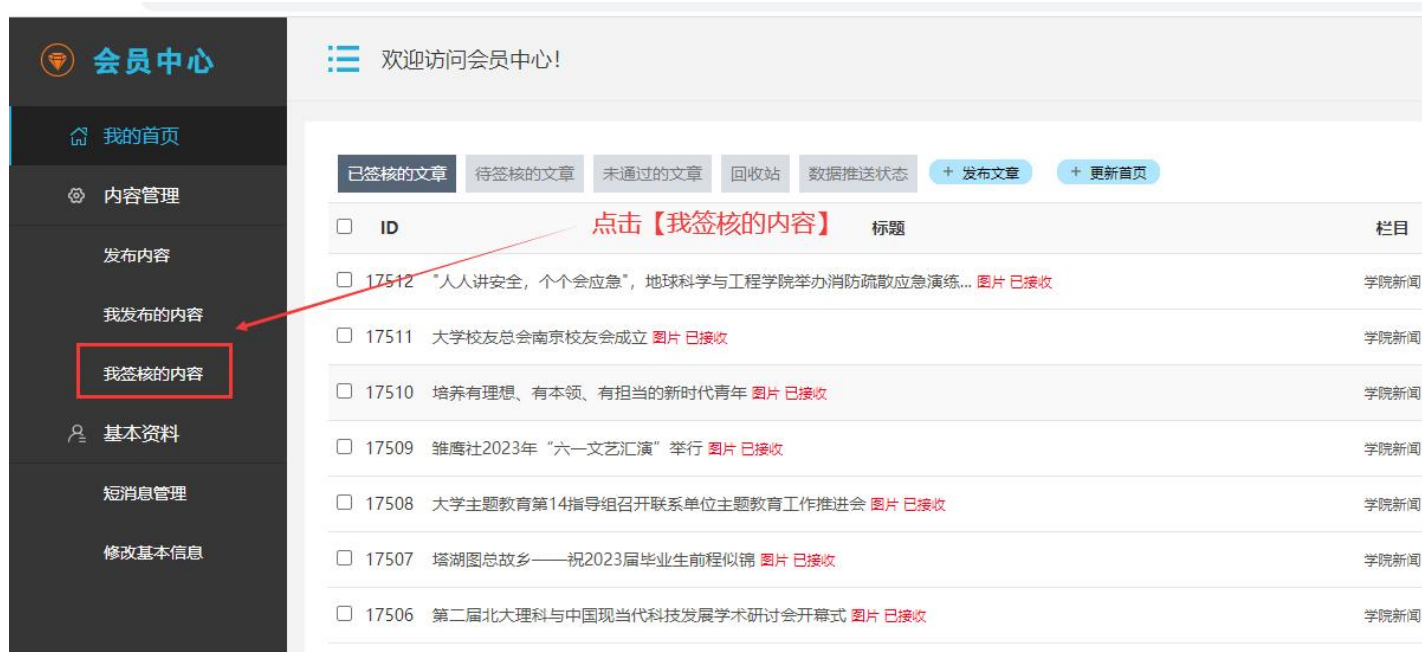 会员中心
欢迎访问会员中心!
我的首页
内容管理
发布内容
我发布的内容
我签核的内容
基本资料
短消息管理
修改基本信息
已签核的文章 待签核的文章 未通过的文章 回收站 数据推送状态 + 发布文章 + 更新首页
点击【我签核的内容】
ID 标题 栏目
17512 "人人讲安全，个个会应急"，地球科学与工程学院举办消防疏散应急演练... 图片 已接收 学院新闻
17511 大学校友总会南京校友会成立 图片 已接收 学院新闻
17510 培养有理想、有本领、有担当的新时代青年 图片 已接收 学院新闻
17509 雏鹰社2023年“六一文艺汇演”举行 图片 已接收 学院新闻
17508 大学主题教育第14指导组召开联系单位主题教育工作推进会 图片 已接收 学院新闻
17507 塔湖图总故乡——祝2023届毕业生前程似锦 图片 已接收 学院新闻
17506 第二届北大理科与中国现当代科技发展学术研讨会开幕式 图片 已接收 学院新闻